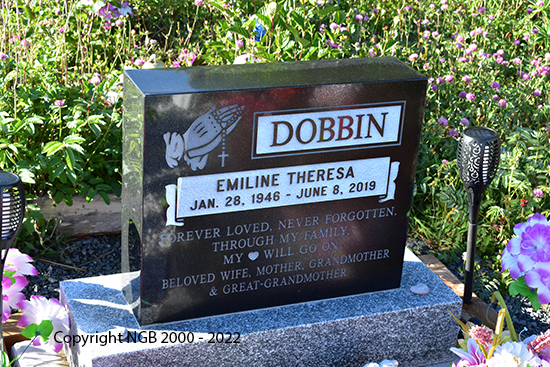 DOBBIN
EMILINE THERESA
JAN. 28, 1946 - JUNE 8, 2019
FOREVER LOVED, NEVER FORGOTTEN.
THROUGH MY FAMILY,
MY WILL GO ON
BELOVED WIFE, MOTHER, GRANDMOTHER
& GREAT-GRANDMOTHER
Copyright NGB 2000 - 2022